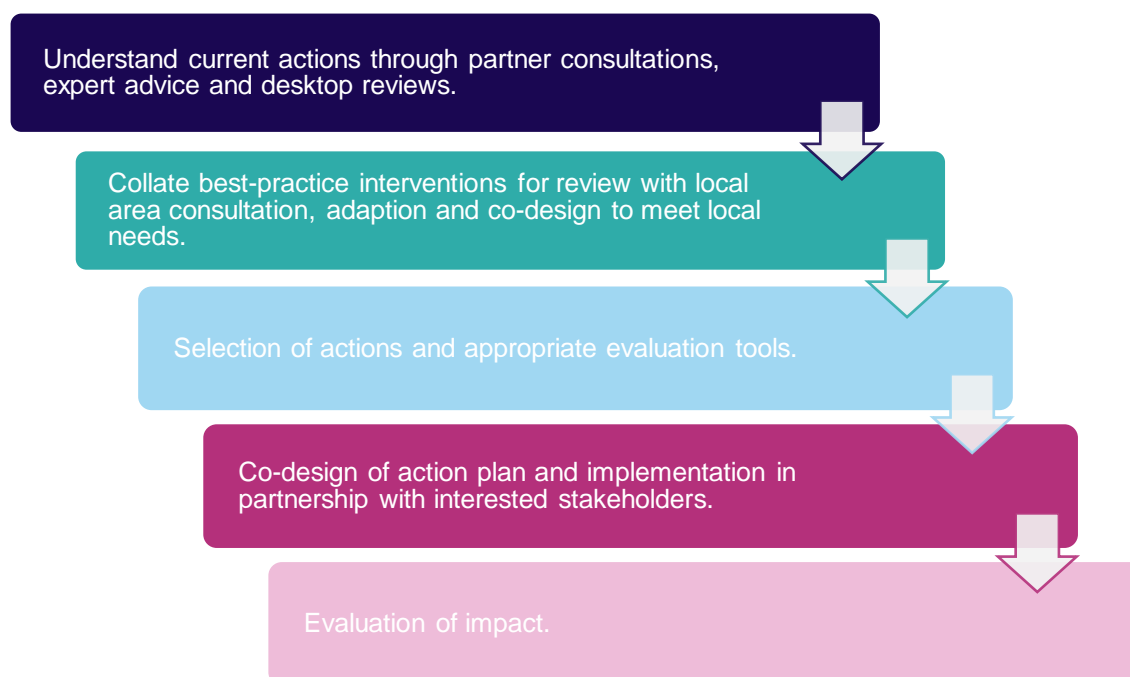 Understand current actions through partner consultations,
expert advice and desktop reviews.
Collate best-practice interventions for review with local
area consultation, adaption and co-design to meet local
needs.
Selection of actions and appropriate evaluation tools.
Co-design of action plan and implementation in
partnership with interested stakeholders.
Evaluation of impact.